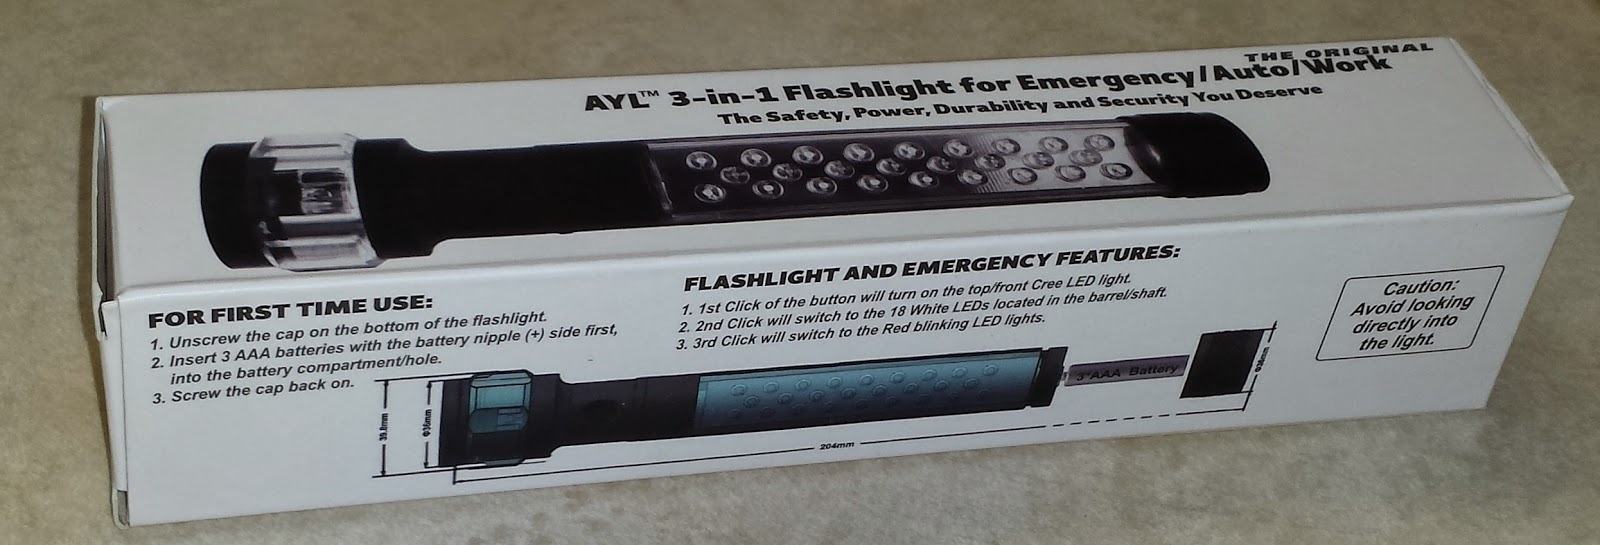 THE ORIGINAL
AYL™ 3-in-1 Flashlight for Emergency/Auto/Work
The Safety, Power, Durability and Security You Deserve
FOR FIRST TIME USE:
1. Unscrew the cap on the bottom of the flashlight.
2. Insert 3 AAA batteries with the battery nipple (+) side first,
into the battery compartment/hole.
3. Screw the cap back on.
FLASHLIGHT AND EMERGENCY FEATURES:
1. 1st Click of the button will turn on the top/front Cree LED light.
2. 2nd Click will switch to the 18 White LEDs located in the barrel/shaft.
3. 3rd Click will switch to the Red blinking LED lights.
Caution:
Avoid looking
directly into
the light.
3*AAA Battery
39.8mm
204mm